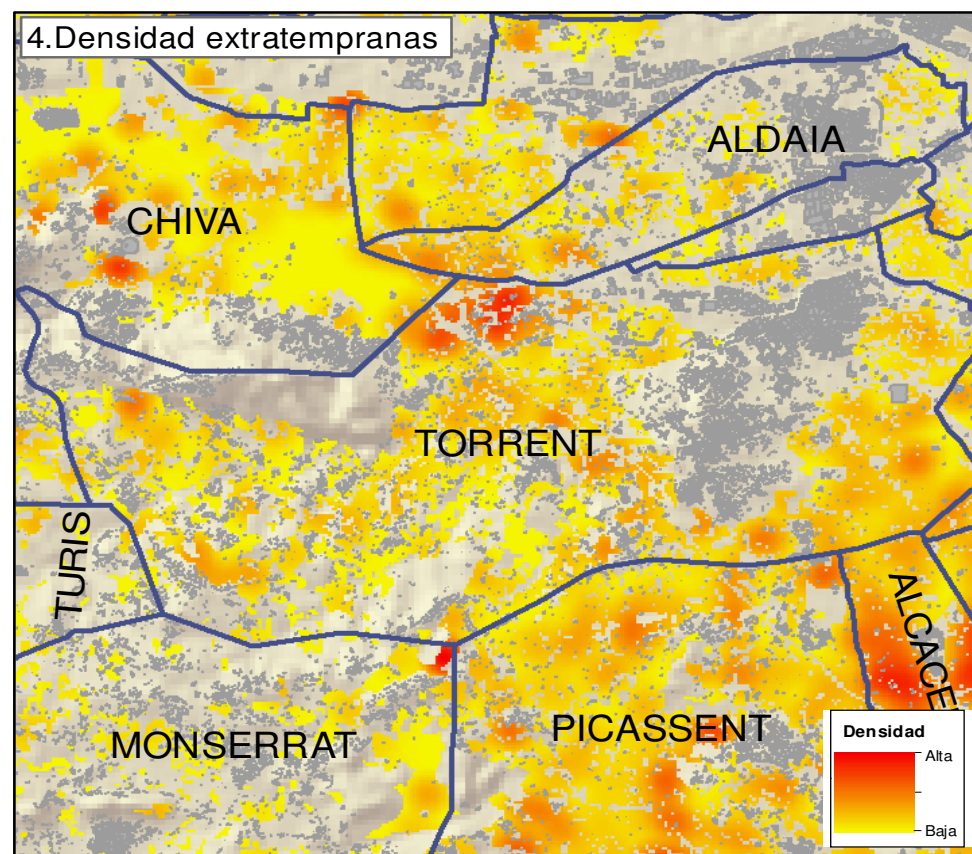 4.Densidad extratempranas
ALDAIA
CHIVA
TORRENT
TURIS
ALCACE
PICASSENT
MONSERRAT
Densidad
Alta
Baja